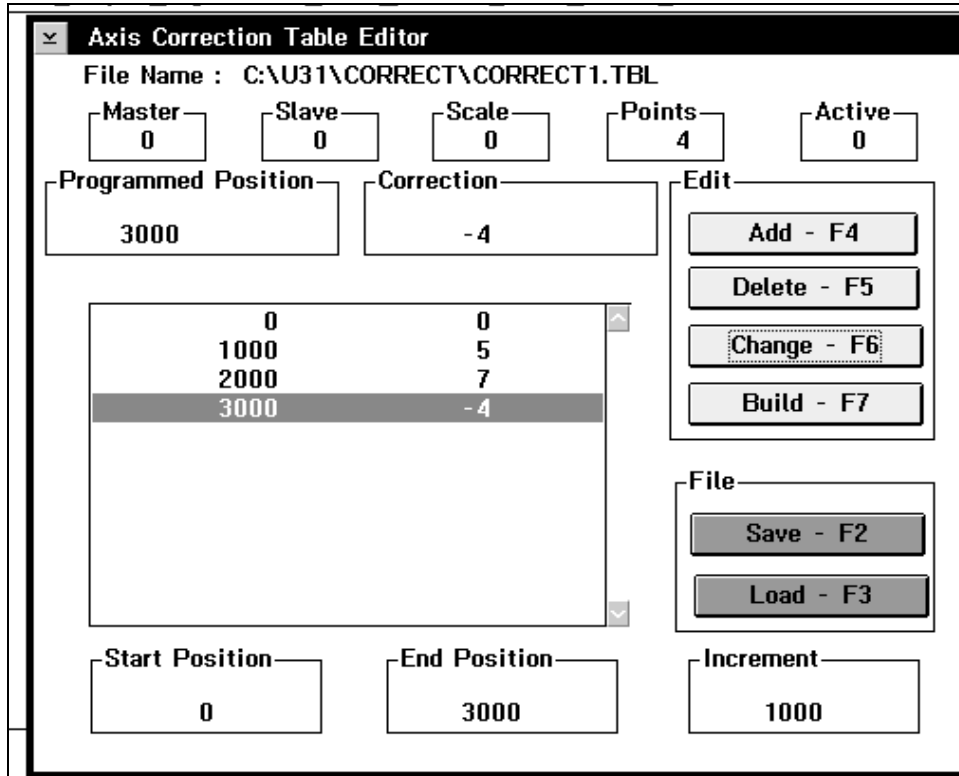 Axis Correction Table Editor
File Name : C:\U31\CORRECT\CORRECT1.TBL
Master Slave Scale Points Active
0 0 0 4 0
Programmed Position Correction Edit
3000 -4 Add - F4
Delete - F5
0 0
1000 5 Change - F6
2000 7
3000 -4 Build - F7
File
Save - F2
Load - F3
Start Position End Position Increment
0 3000 1000